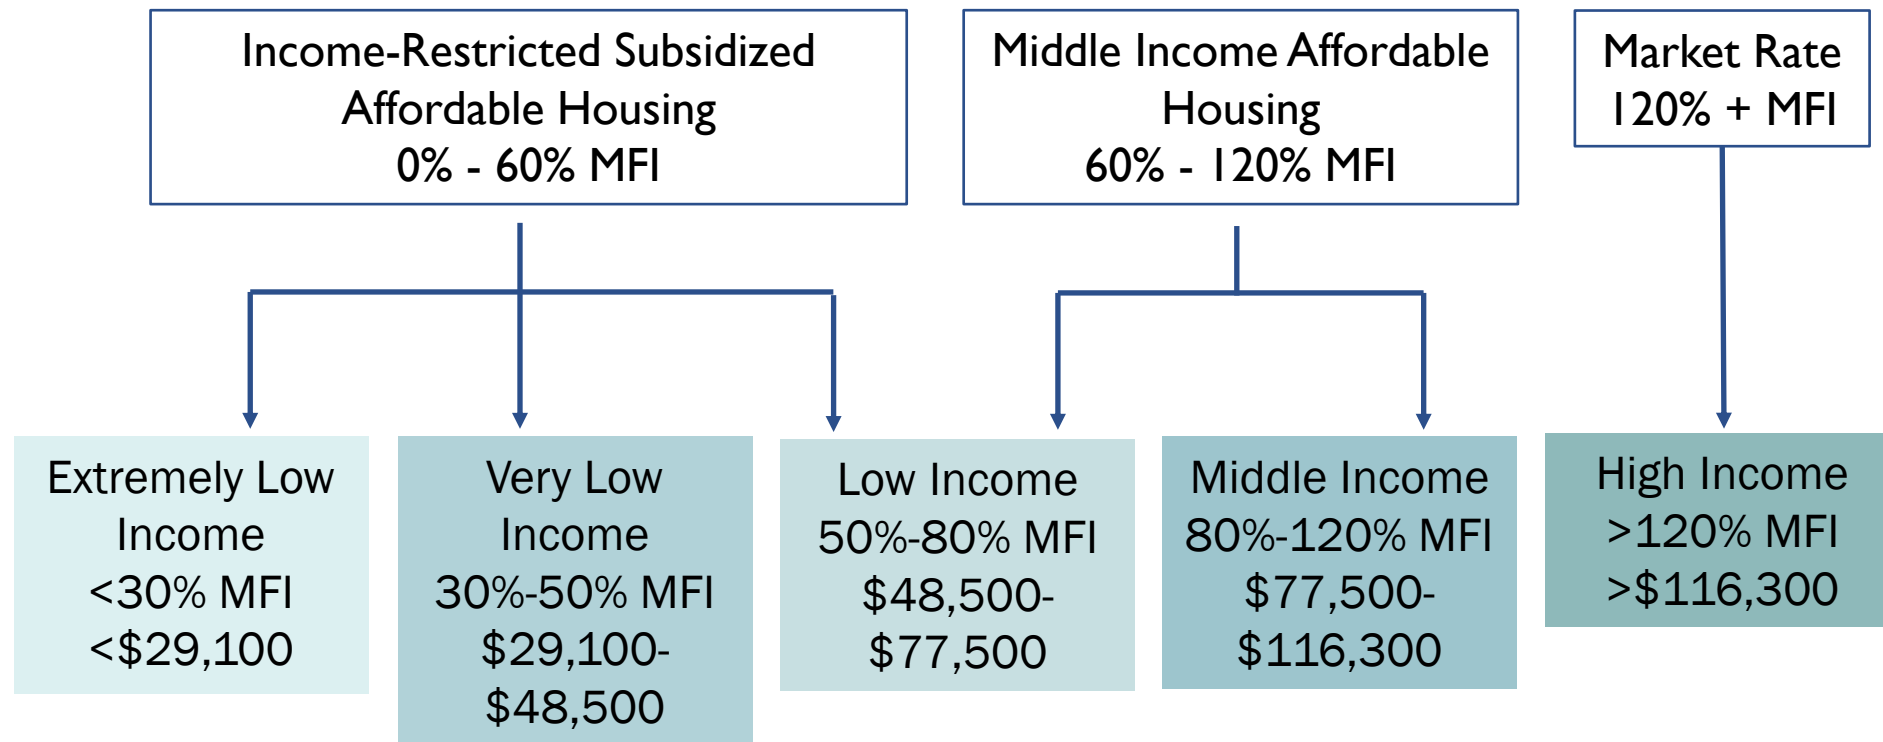 Income-Restricted Subsidized
Affordable Housing
0% - 60% MFI
Middle Income Affordable
Housing
60% - 120% MFI
Market Rate
120% + MFI
Extremely Low
Income
<30% MFI
<$29,100
Very Low
Income
30%-50% MFI
$29,100-
$48,500
Low Income
50%-80% MFI
$48,500-
$77,500
Middle Income
80%-120% MFI
$77,500-
$116,300
High Income
>120% MFI
>$116,300